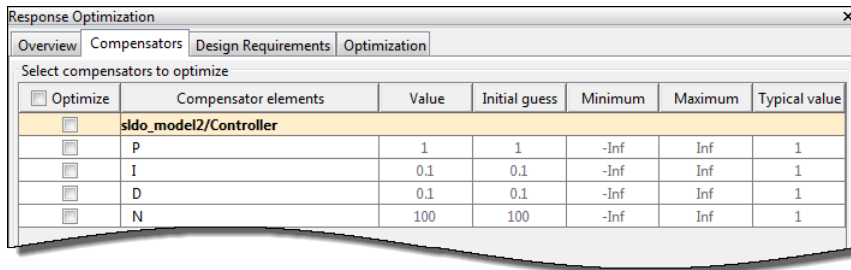 Response Optimization x
Overview Compensators Design Requirements Optimization
Select compensators to optimize
Optimize Compensator elements Value Initial guess Minimum Maximum Typical value
sldo_model2/Controller
P 1 1 -Inf Inf 1
I 0.1 0.1 -Inf Inf 1
D 0.1 0.1 -Inf Inf 1
N 100 100 -Inf Inf 1